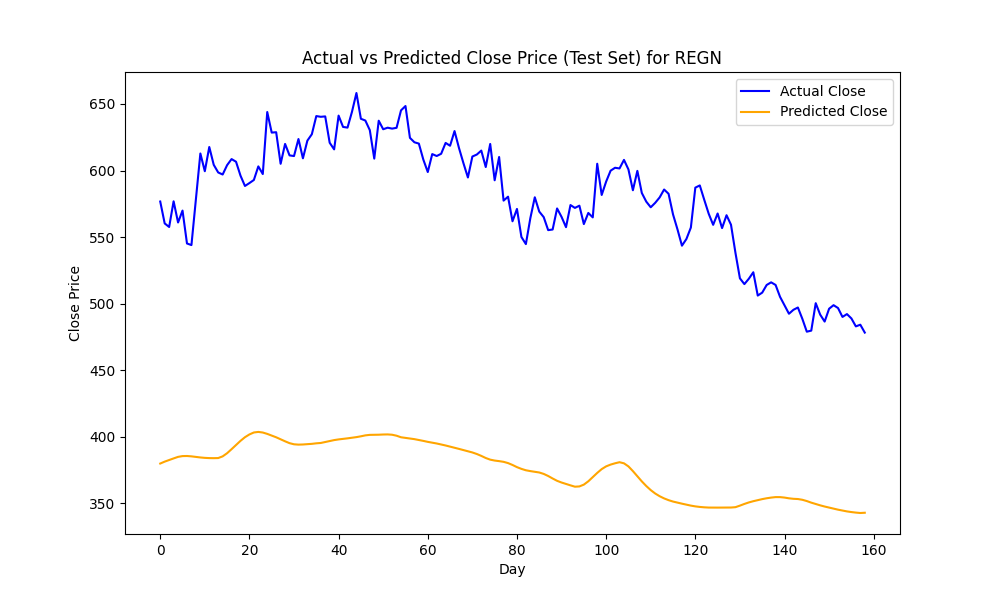 Actual vs Predicted Close Price (Test Set) for REGN
Actual Close
Predicted Close
Close Price
650
600
550
500
450
400
350
0 20 40 60 80 100 120 140 160
Day